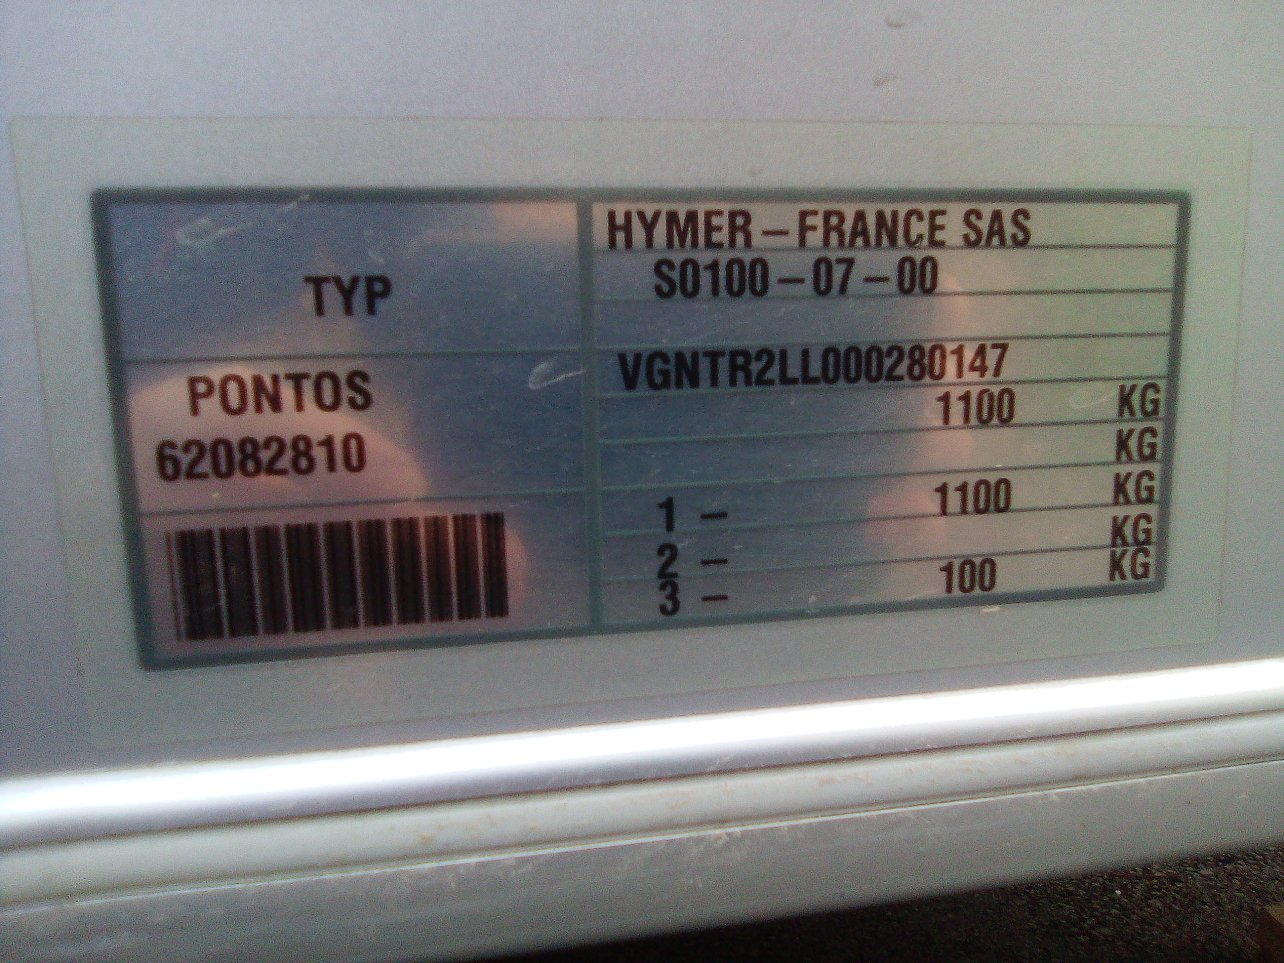 TYP
PONTOS
62082810
HYMER-FRANCE SAS
S0100-07-00
VGNTR2LL000280147
1100 KG
KG
1 - 1100 KG
2 - KG
3 - 100 KG